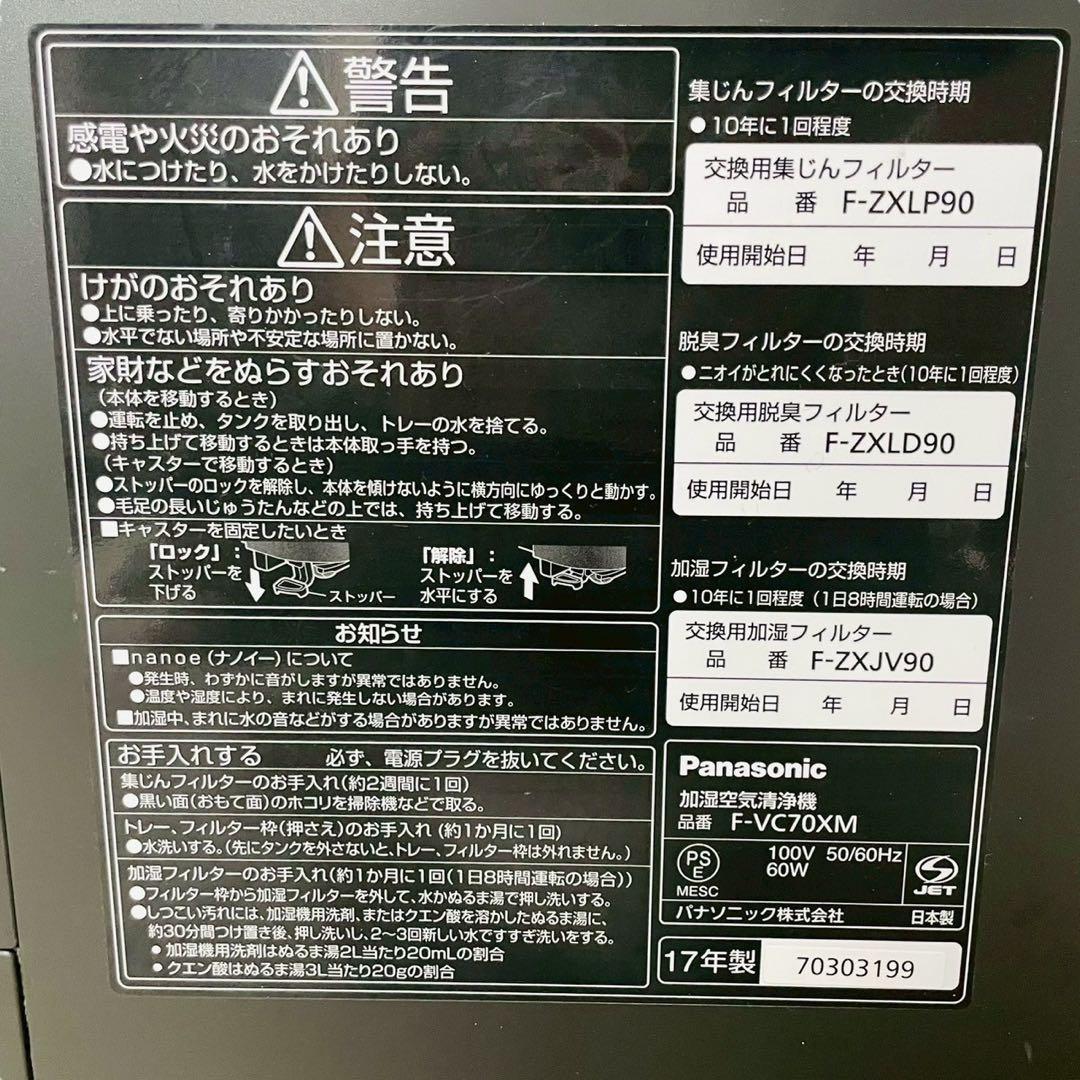 警告
感電や火災のおそれあり
●水につけたり、水をかけたりしない。
注意
けがのおそれあり
●上に乗ったり、寄りかかったりしない。
●水平でない場所や不安定な場所に置かない。
家財などをぬらすおそれあり
(本体を移動するとき)
●運転を止め、タンクを取り出し、トレーの水を捨てる。
●持ち上げて移動するときは本体取っ手を持つ。
(キャスターで移動するとき)
●ストッパーのロックを解除し、本体を傾けないように横方向にゆっくりと動かす。
●毛足の長いじゅうたんなどの上では、持ち上げて移動する。
■キャスターを固定したいとき
「ロック」:
ストッパーを
下げる
ストッパー
「解除」:
ストッパーを
水平にする
お知らせ
■nanoe(ナノイー)について
●発生時、わずかに音がしますが異常ではありません。
●温度や湿度により、まれに発生しない場合があります。
■加湿中、まれに水の音などがする場合がありますが異常ではありません。
お手入れする 必ず、電源プラグを抜いてください。
集じんフィルターのお手入れ(約2週間に1回)
●黒い面(おもて面)のホコリを掃除機などで取る。
トレー、フィルター枠(押さえ)のお手入れ(約1か月に1回)
●水洗いする。(先にタンクを外さないと、トレー、フィルター枠は外れません。)
加湿フィルターのお手入れ(約1か月に1回(1日8時間運転の場合))
●フィルター枠から加湿フィルターを外して、水かぬるま湯で押し洗いする。
●しつこい汚れには、加湿機用洗剤、またはクエン酸を溶かしたぬるま湯に、
約30分間つけ置き後、押し洗いし、2~3回新しい水ですすぎ洗いをする。
● 加湿機用洗剤はぬるま湯2L当たり20mLの割合
● クエン酸はぬるま湯3L当たり20gの割合
集じんフィルターの交換時期
● 10年に1回程度
交換用集じんフィルター
品 番 F-ZXLP90
使用開始日 年 月 日
脱臭フィルターの交換時期
● ニオイがとれにくくなったとき(10年に1回程度)
交換用脱臭フィルター
品 番 F-ZXLD90
使用開始日 年 月 日
加湿フィルターの交換時期
● 10年に1回程度(1日8時間運転の場合)
交換用加湿フィルター
品 番 F-ZXJV90
使用開始日 年 月 日
Panasonic
加湿空気清浄機
品番 F-VC70XM
PS
E
MESC
100V 50/60Hz
60W
JET
パナソニック株式会社 日本製
17年製 70303199